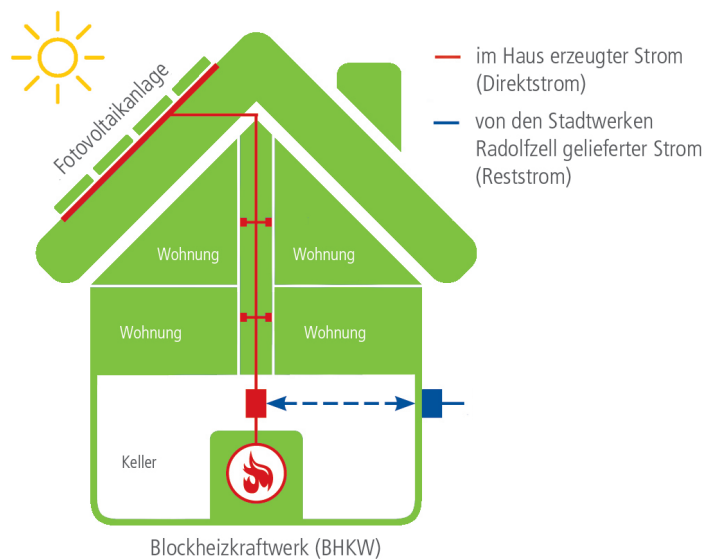 im Haus erzeugter Strom
(Direktstrom)
von den Stadtwerken
Radolfzell gelieferter Strom
(Reststrom)
Fotovoltaikanlage
Wohnung
Wohnung
Wohnung
Wohnung
Keller
Blockheizkraftwerk (BHKW)